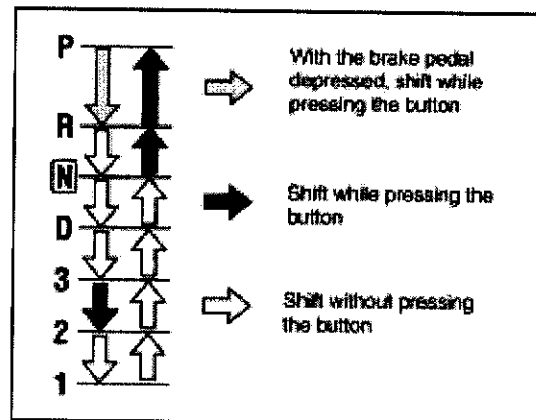 P
R
N
D
3
2
1
With the brake pedal
depressed, shift while
pressing the button
Shift while pressing the
button
Shift without pressing
the button